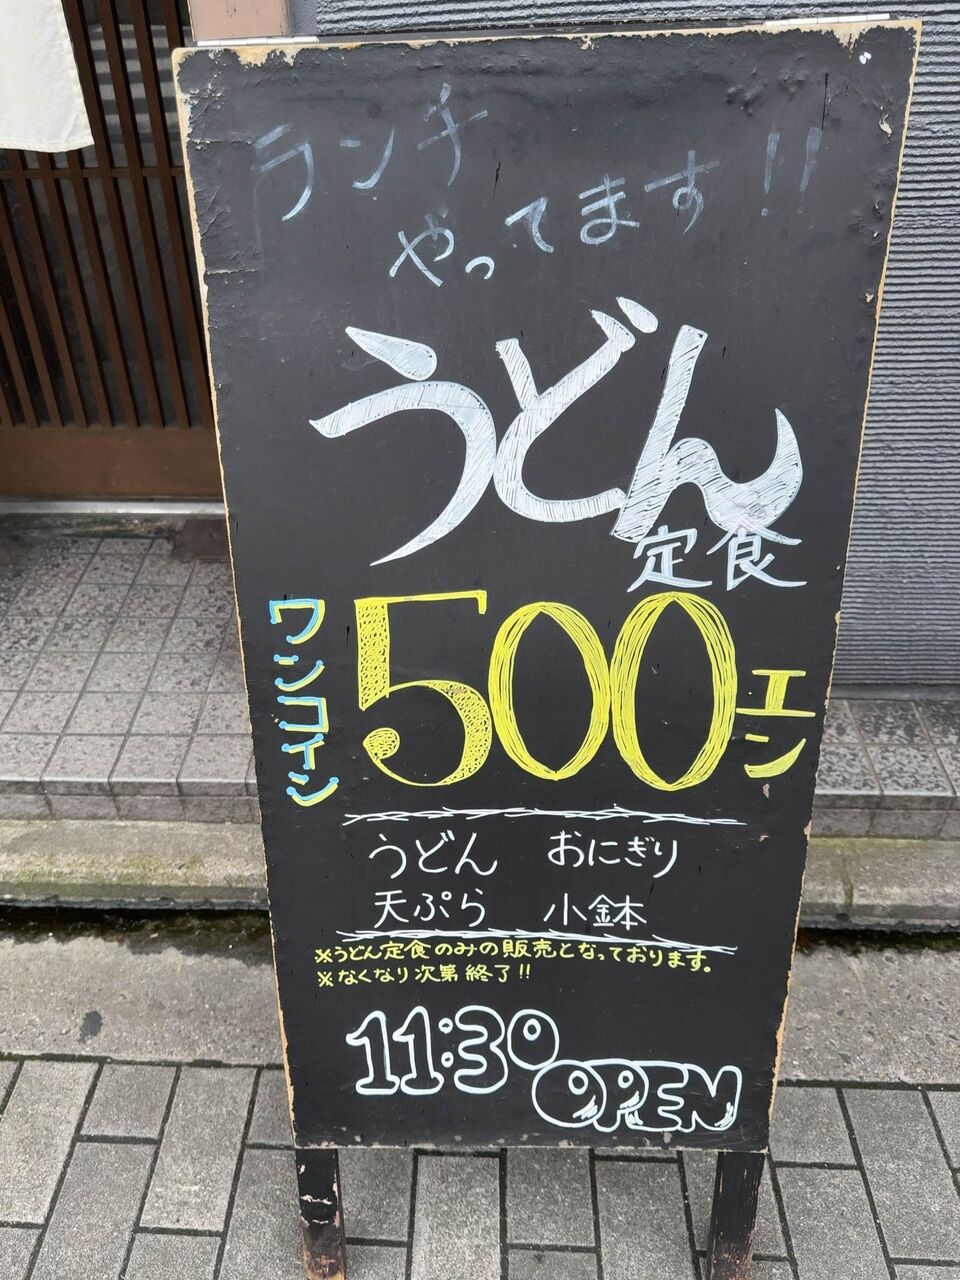 ランチ
やってます!!
うどん
定食
ワンコイン
500エン
うどん おにぎり
天ぷら 小鉢
※うどん定食のみの販売となっております。
※なくなり次第終了!!
11:30
OPEN